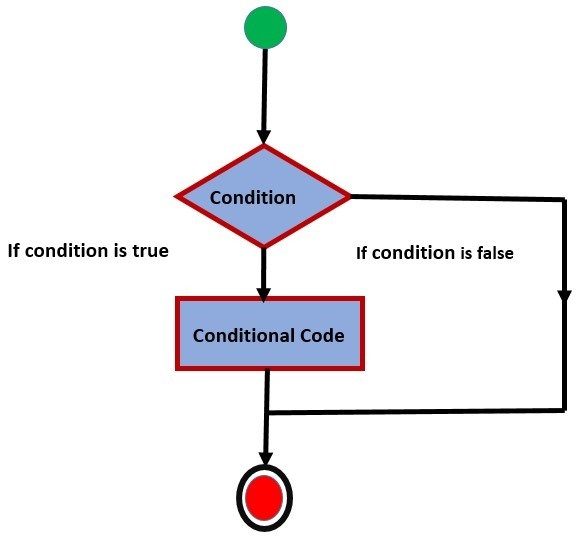 Condition
If condition is true
If condition is false
Conditional Code